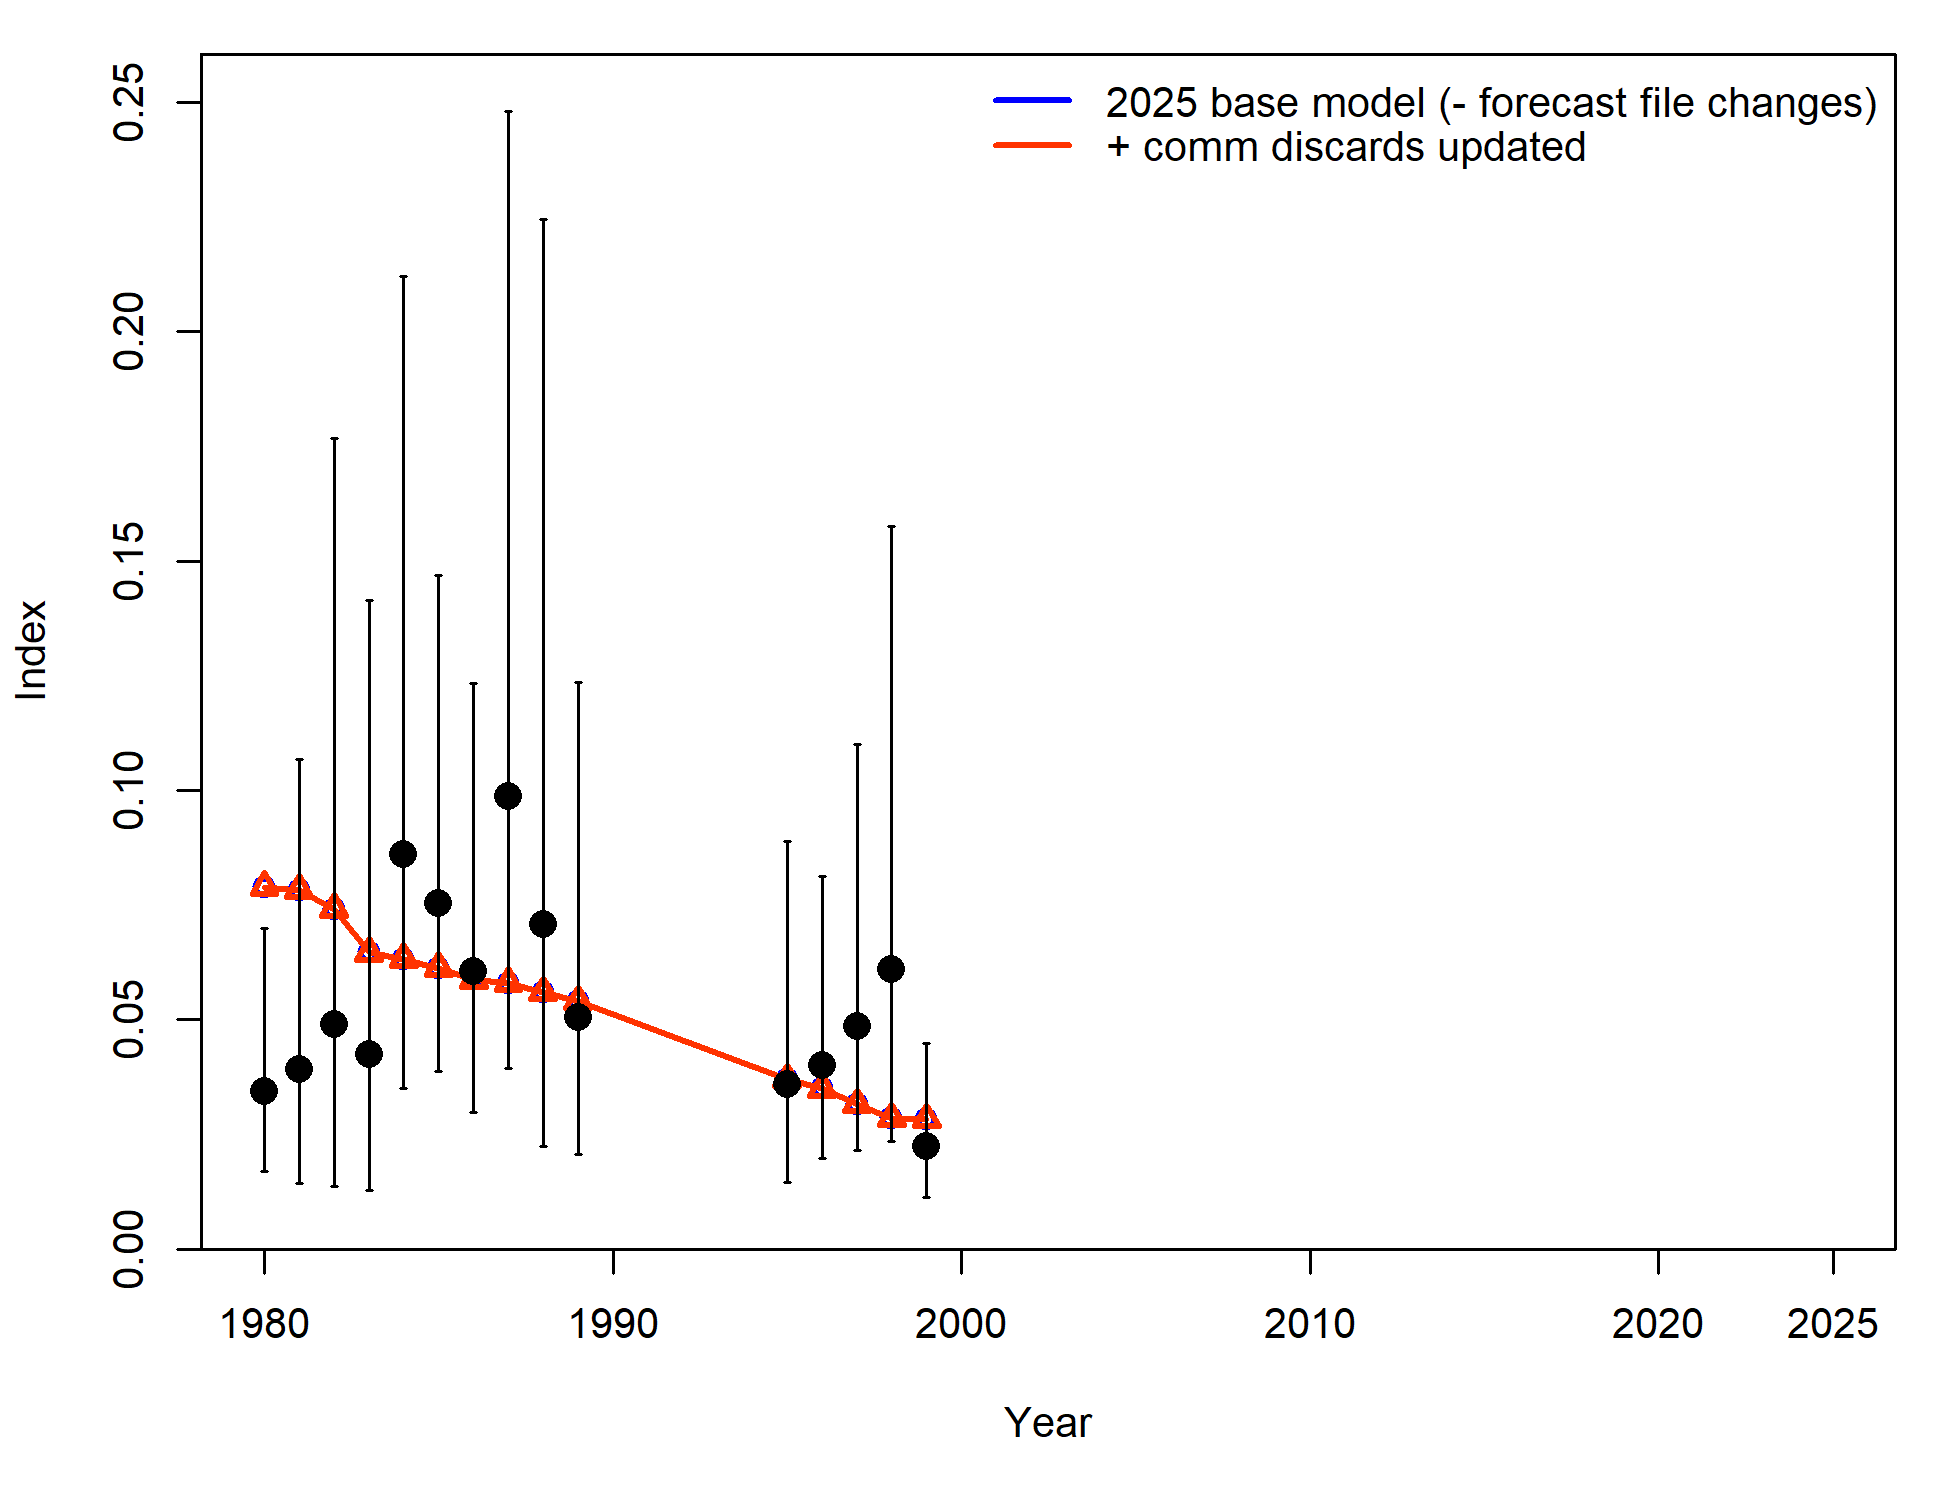 2025 base model (- forecast file changes)
+ comm discards updated
Index
0.25
0.20
0.15
0.10
0.05
0.00
1980 1990 2000 2010 2020 2025
Year